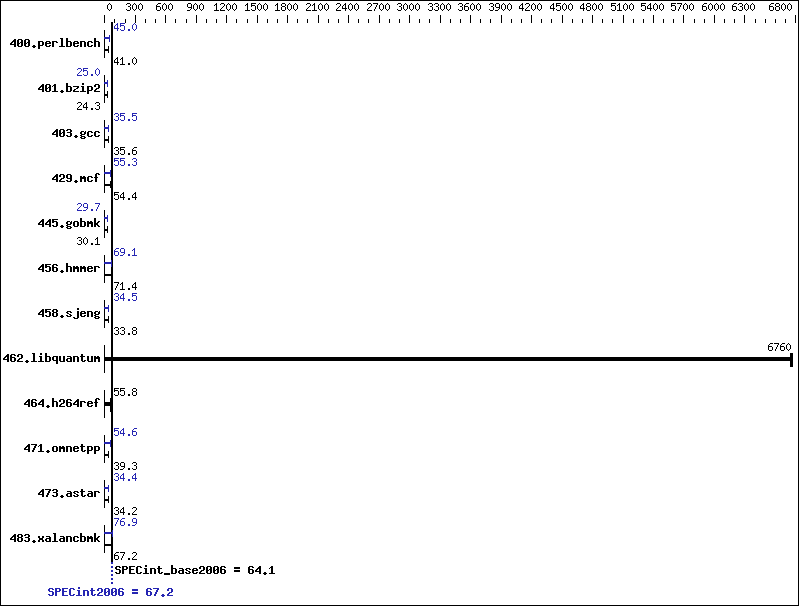 0 300 600 900 1200 1500 1800 2100 2400 2700 3000 3300 3600 3900 4200 4500 4800 5100 5400 5700 6000 6300 6800
45.0
400.perlbench
41.0
25.0
401.bzip2
24.3
35.5
403.gcc
35.6
55.3
429.mcf
54.4
29.7
445.gobmk
30.1
69.1
456.hmmer
71.4
34.5
458.sjeng
33.8
6760
462.libquantum
55.8
464.h264ref
54.6
471.omnetpp
39.3
34.4
473.astar
34.2
76.9
483.xalancbmk
67.2
SPECint_base2006 = 64.1
SPECint2006 = 67.2